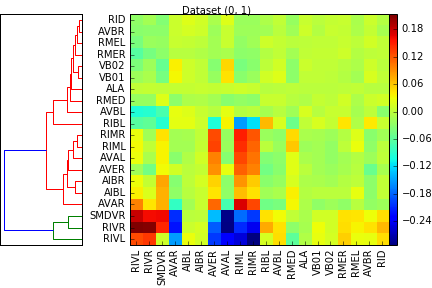 Dataset (0, 1)
RID
AVBR
RMEL
RMER
VB02
VB01
ALA
RMED
AVBL
RIBL
RIMR
RIML
AVAL
AVER
AIBR
AIBL
AVAR
SMDVR
RIVR
RIVL
RIVL
RIVR
SMDVR
AVAR
AIBL
AIBR
AVER
AVAL
RIML
RIMR
RIBL
AVBL
RMED
ALA
VB01
VB02
RMER
RMEL
AVBR
RID
0.18
0.12
0.06
0.00
−0.06
−0.12
−0.18
−0.24